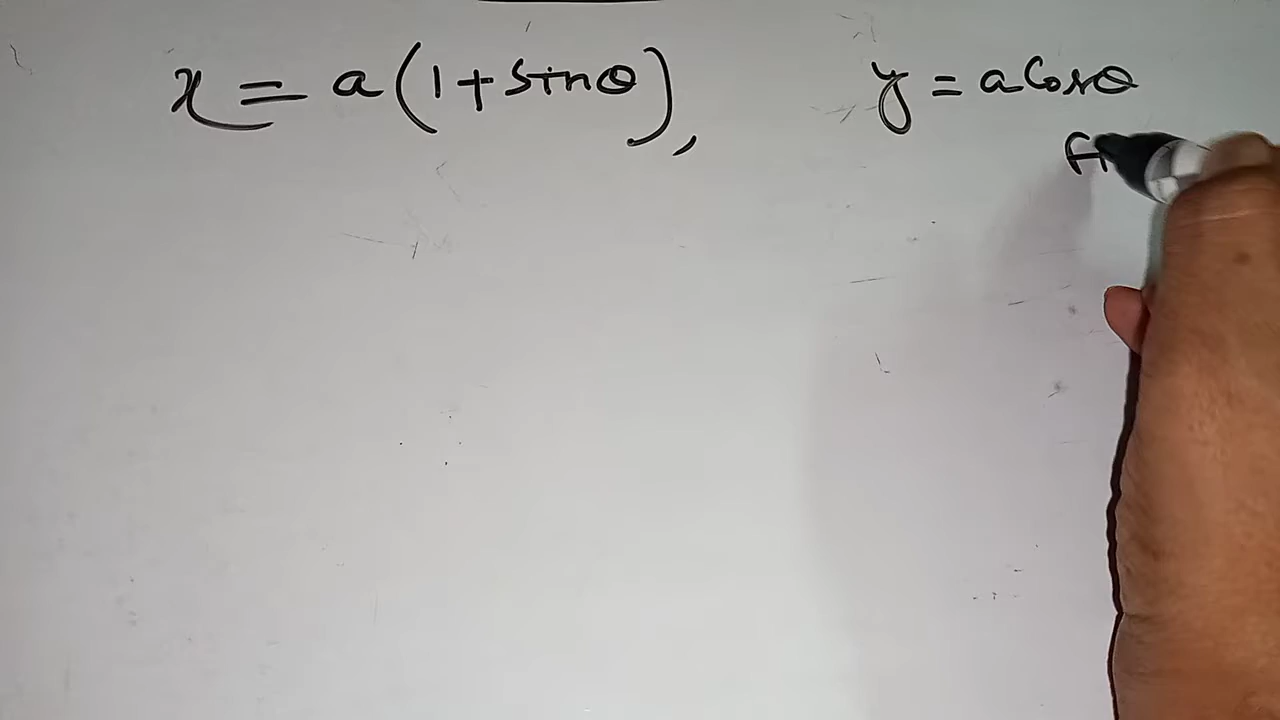 x = a(1+sinθ), y = a cosθ